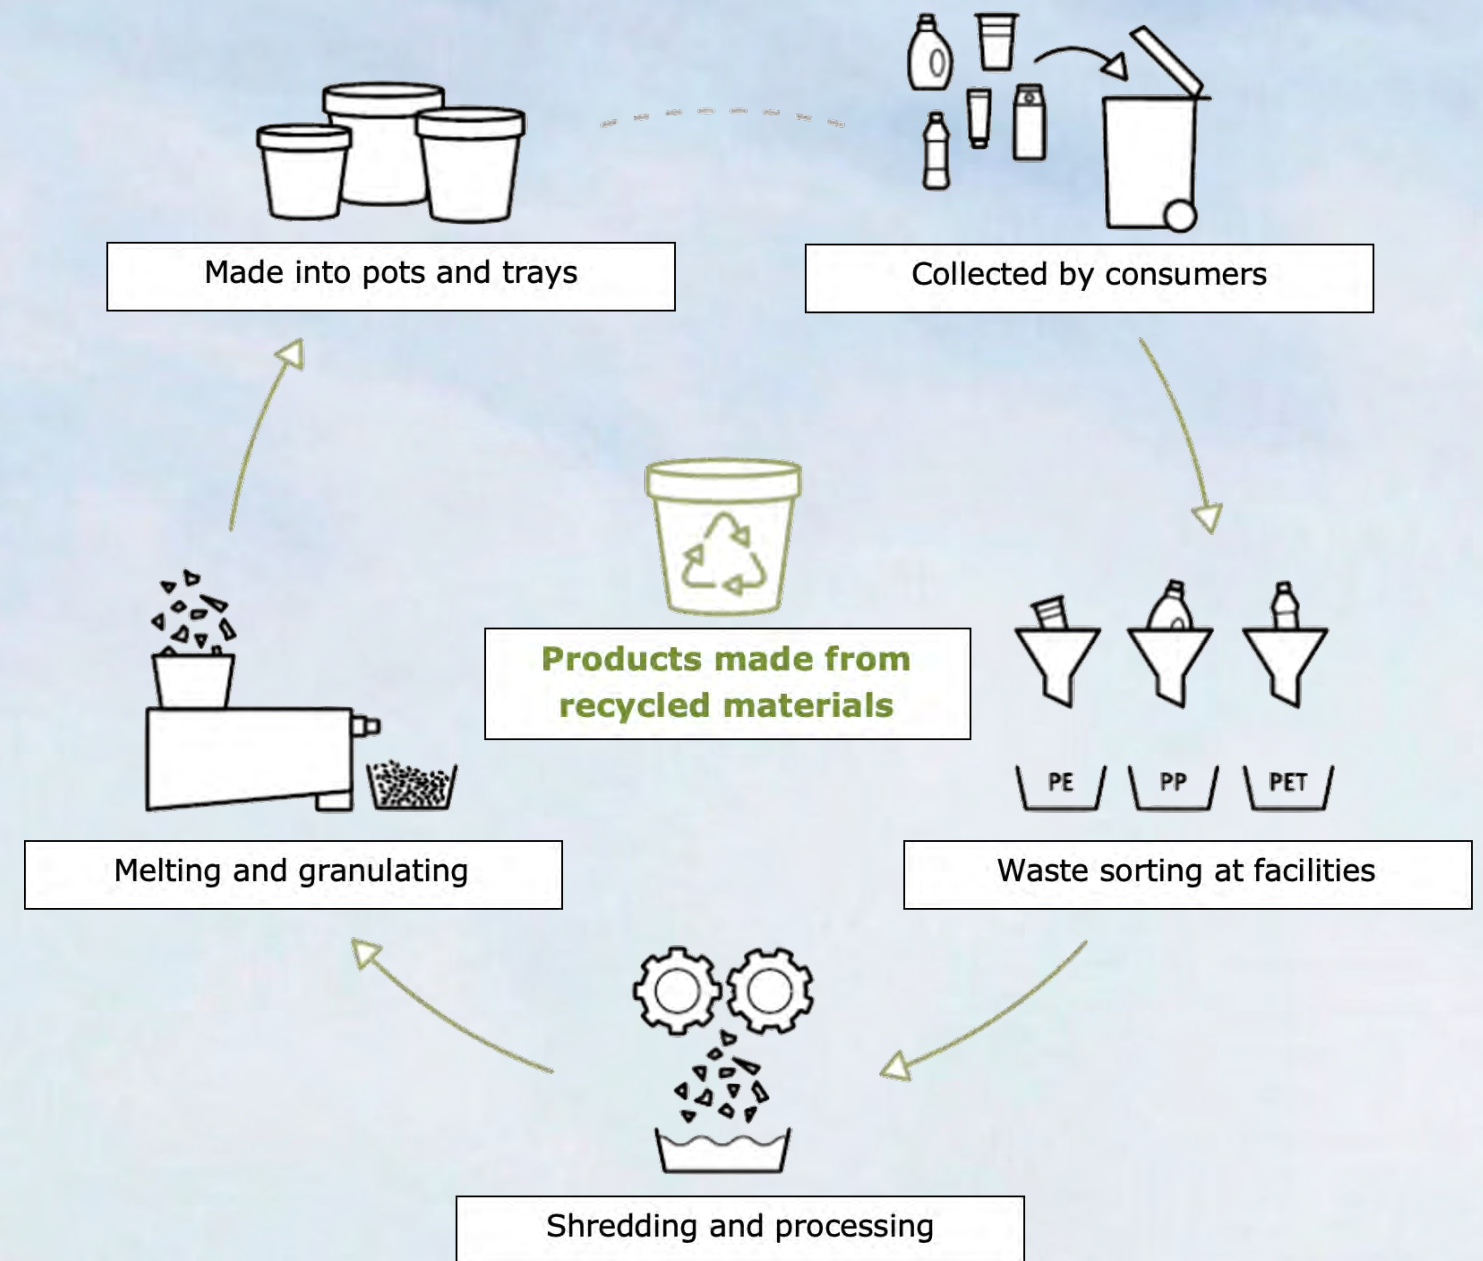 Made into pots and trays
Collected by consumers
Products made from
recycled materials
PE
PP
PET
Melting and granulating
Waste sorting at facilities
Shredding and processing